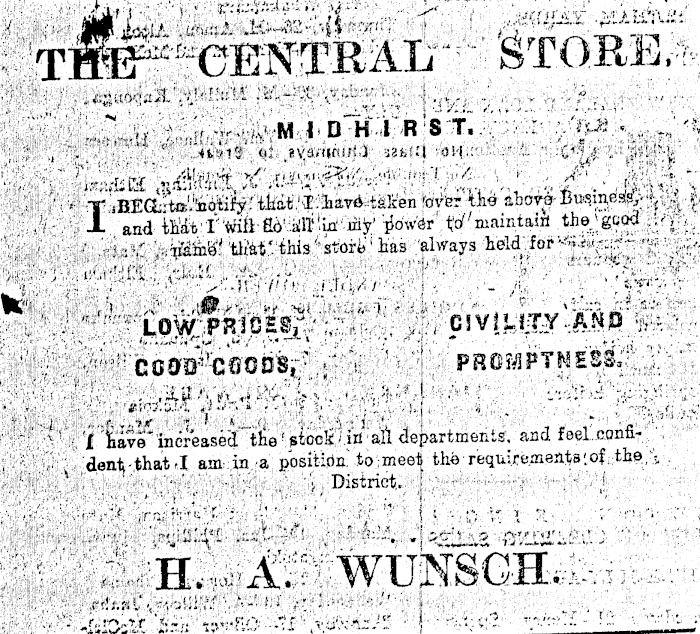 THE CENTRAL STORE,
MIDHIRST.
I BEG to notify that I have taken over the above Business,
and that I will do all in my power to maintain the good
name that this store has always held for
LOW PRICES,
GOOD GOODS,
CIVILITY AND
PROMPTNESS.
I have increased the stock in all departments, and feel confi-
dent that I am in a position to meet the requirements of the
District.
H. A. WUNSCH.